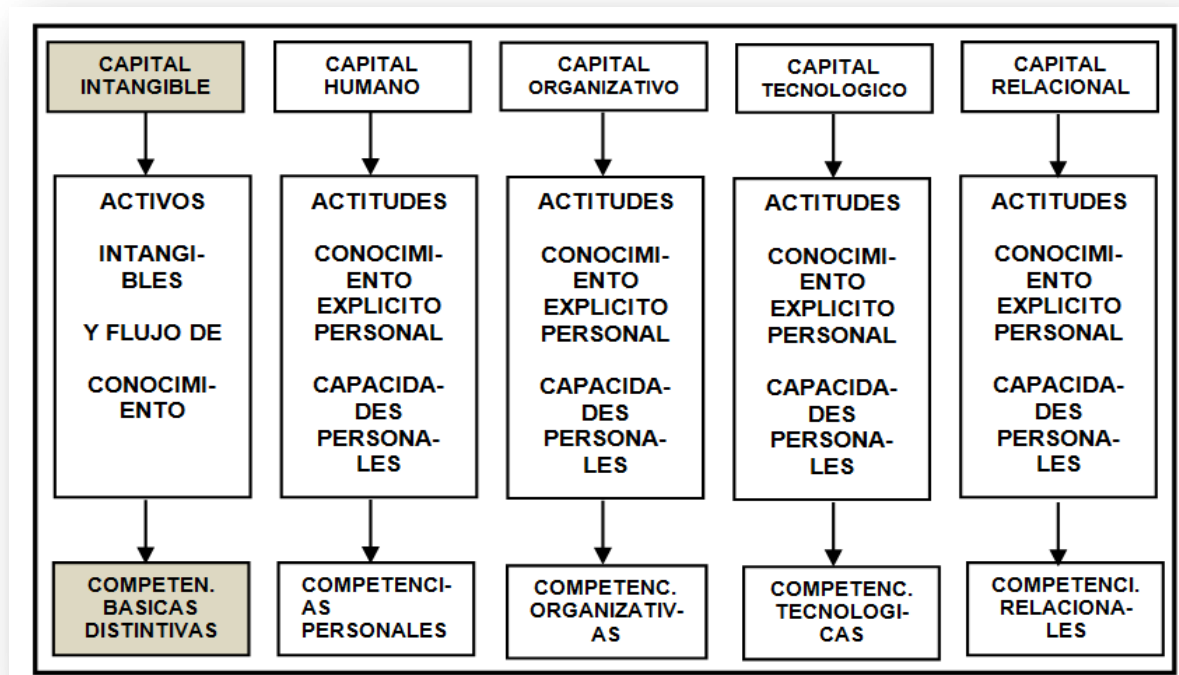 CAPITAL
INTANGIBLE
CAPITAL
HUMANO
CAPITAL
ORGANIZATIVO
CAPITAL
TECNOLOGICO
CAPITAL
RELACIONAL
ACTIVOS
INTANGI-
BLES
Y FLUJO DE
CONOCIMI-
ENTO
ACTITUDES
CONOCIMI-
ENTO
EXPLICITO
PERSONAL
CAPACIDA-
DES
PERSONA-
LES
ACTITUDES
CONOCIMI-
ENTO
EXPLICITO
PERSONAL
CAPACIDA-
DES
PERSONA-
LES
ACTITUDES
CONOCIMI-
ENTO
EXPLICITO
PERSONAL
CAPACIDA-
DES
PERSONA-
LES
ACTITUDES
CONOCIMI-
ENTO
EXPLICITO
PERSONAL
CAPACIDA-
DES
PERSONA-
LES
COMPETEN.
BASICAS
DISTINTIVAS
COMPETENCI-
AS
PERSONALES
COMPETENC.
ORGANIZATIV-
AS
COMPETENC.
TECNOLOGI-
CAS
COMPETENCI.
RELACIONA-
LES